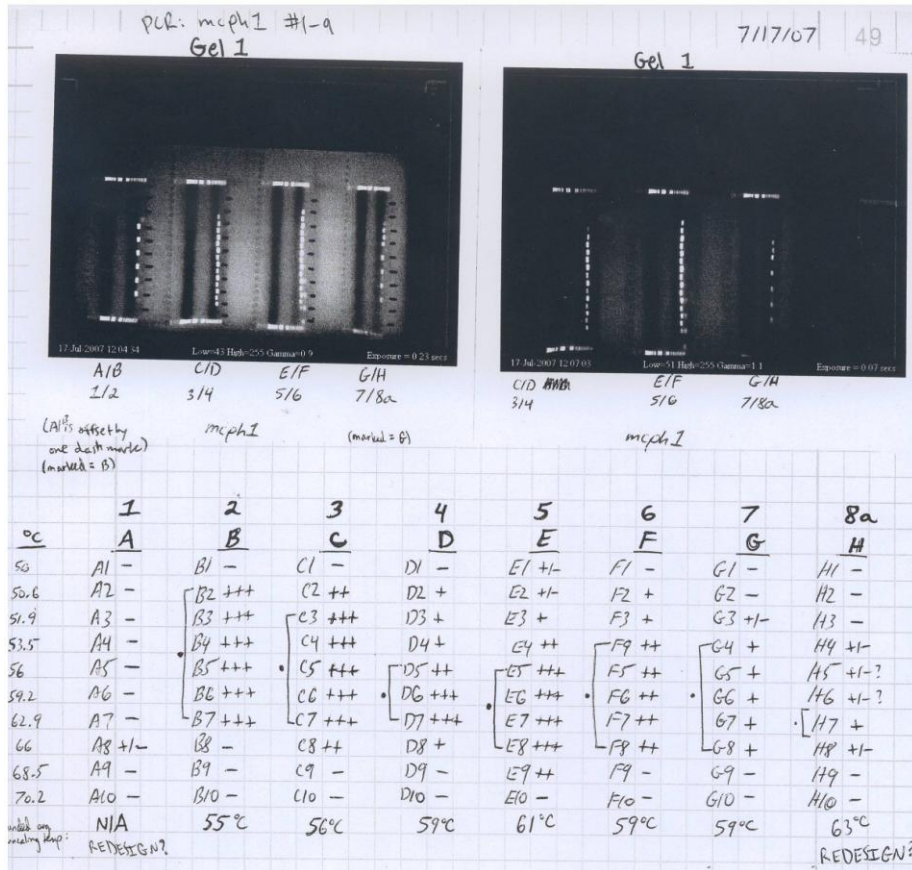 PCR: mcph1 #1-9
7/17/07 49
Gel 1
Gel 1
17-Jul-2007 12:04:34 Low=43 High=255 Gamma=0.9 Exposure = 0.23 secs
17-Jul-2007 12:07:03 Low=51 High=255 Gamma=1.1 Exposure = 0.07 secs
A/B C/D E/F G/H
1/2 3/4 5/6 7/8a
C/D E/F G/H
3/4 5/6 7/8a
(A1 is offset by
one dash mark)
(marked = B)
mcph1 (marked = G)
mcph1
1 2 3 4 5 6 7 8a
°C A B C D E F G H
50 A1 - B1 - C1 - D1 - E1 +/- F1 - G1 - H1 -
50.6 A2 - B2 +++ C2 ++ D2 + E2 +/- F2 + G2 - H2 -
51.9 A3 - B3 +++ C3 +++ D3 + E3 + F3 + G3 +/- H3 -
53.5 A4 - B4 +++ C4 +++ D4 + E4 ++ F4 ++ G4 + H4 +/-
56 A5 - B5 +++ C5 +++ D5 ++ E5 +++ F5 ++ G5 + H5 +/-?
59.2 A6 - B6 +++ C6 +++ D6 +++ E6 +++ F6 ++ G6 + H6 +/-?
62.9 A7 - B7 +++ C7 +++ D7 +++ E7 +++ F7 ++ G7 + H7 +
66 A8 +/- B8 - C8 ++ D8 + E8 +++ F8 ++ G8 + H8 +/-
68.5 A9 - B9 - C9 - D9 - E9 ++ F9 - G9 - H9 -
70.2 A10 - B10 - C10 - D10 - E10 - F10 - G10 - H10 -
temp: N/A 55°C 56°C 59°C 61°C 59°C 59°C 63°C
REDESIGN? REDESIGN?